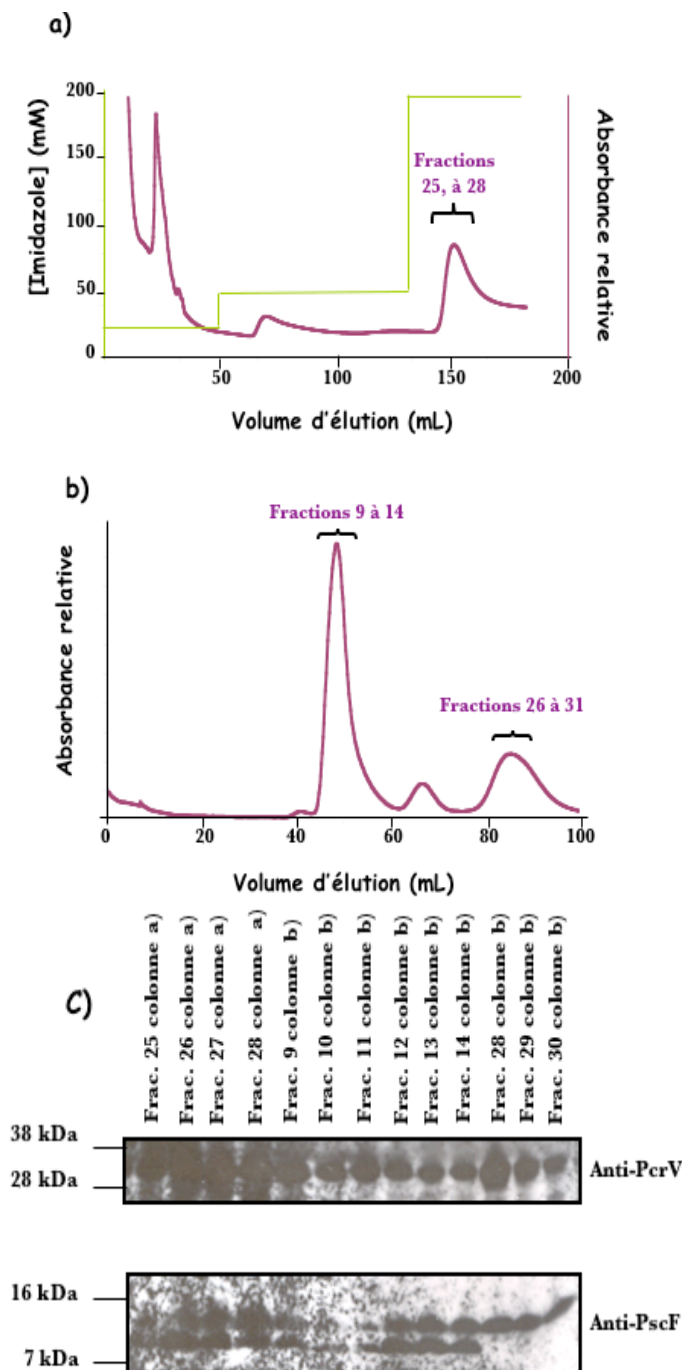 a)
[Imidazole] (mM)
200
150
100
50
0
Fractions
25, à 28
Absorbance relative
50
100
150
200
Volume d'élution (mL)
b)
Fractions 9 à 14
Absorbance relative
Fractions 26 à 31
0
20
40
60
80
100
Volume d'élution (mL)
C)
Frac. 25 colonne a)
Frac. 26 colonne a)
Frac. 27 colonne a)
Frac. 28 colonne a)
Frac. 9 colonne b)
Frac. 10 colonne b)
Frac. 11 colonne b)
Frac. 12 colonne b)
Frac. 13 colonne b)
Frac. 14 colonne b)
Frac. 28 colonne b)
Frac. 29 colonne b)
Frac. 30 colonne b)
38 kDa
28 kDa
Anti-PcrV
16 kDa
7 kDa
Anti-PscF